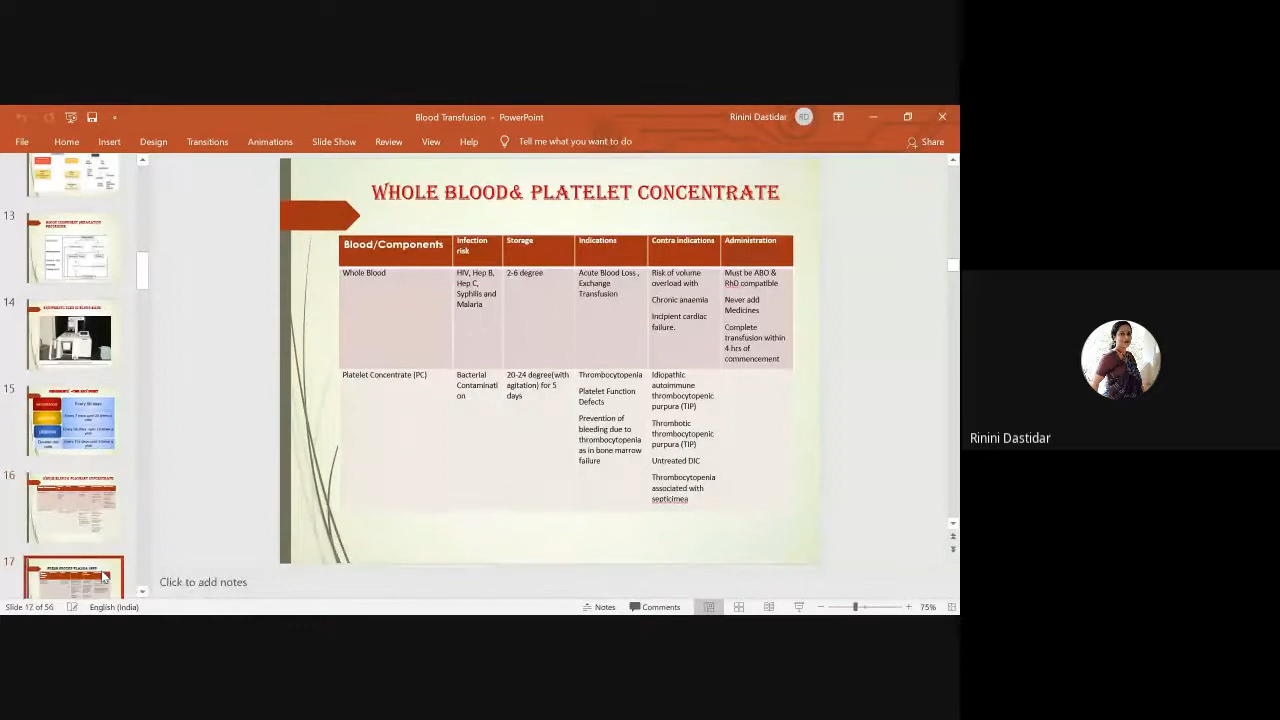 Blood Transfusion - PowerPoint
Rinini Dastidar
RD
File Home Insert Design Transitions Animations Slide Show Review View Help Tell me what you want to do
Share
13
14
15
16
17
WHOLE BLOOD& PLATELET CONCENTRATE
Blood/Components
Infection
risk
Storage
Indications
Contra indications
Administration
Whole Blood
HIV, Hep B,
Hep C,
Syphilis and
Malaria
2-6 degree
Acute Blood Loss ,
Exchange
Transfusion
Risk of volume
overload with
Chronic anaemia
Incipient cardiac
failure.
Must be ABO &
RhD compatible
Never add
Medicines
Complete
transfusion within
4 hrs of
commencement
Platelet Concentrate (PC)
Bacterial
Contaminati
on
20-24 degree(with
agitation) for 5
days
Thrombocytopenia
Platelet Function
Defects
Prevention of
bleeding due to
thrombocytopenia
as in bone marrow
failure
Idiopathic
autoimmune
thrombocytopenic
purpura (TIP)
Thrombotic
thrombocytopenic
purpura (TIP)
Untreated DIC
Thrombocytopenia
associated with
septicimea
Click to add notes
Slide 17 of 56 English (India)
Notes Comments 75%
Rinini Dastidar